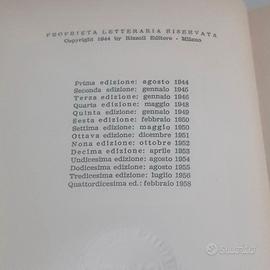 PROPRIETÀ LETTERARIA RISERVATA
Copyright 1944 by Rizzoli Editore - Milano
Prima edizione: agosto 1944
Seconda edizione: gennaio 1945
Terza edizione: gennaio 1946
Quarta edizione: maggio 1948
Quinta edizione: gennaio 1949
Sesta edizione: febbraio 1950
Settima edizione: maggio 1950
Ottava edizione: dicembre 1951
Nona edizione: ottobre 1952
Decima edizione: aprile 1953
Undicesima edizione: agosto 1954
Dodicesima edizione: agosto 1955
Tredicesima edizione: luglio 1956
Quattordicesima ed.: febbraio 1958
subito